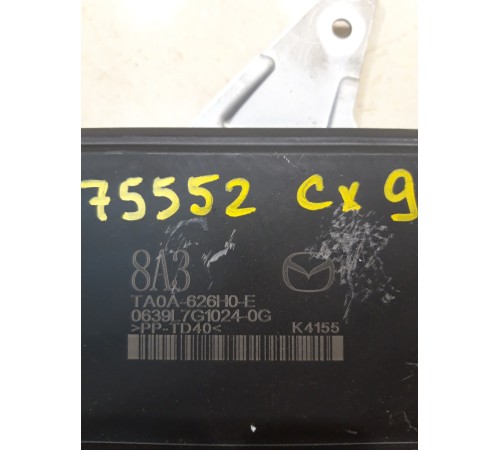 75552 Cx 9
8A3
TA0A-626H0-E
0639L7G1024-0G
>PP-TD40< K4155